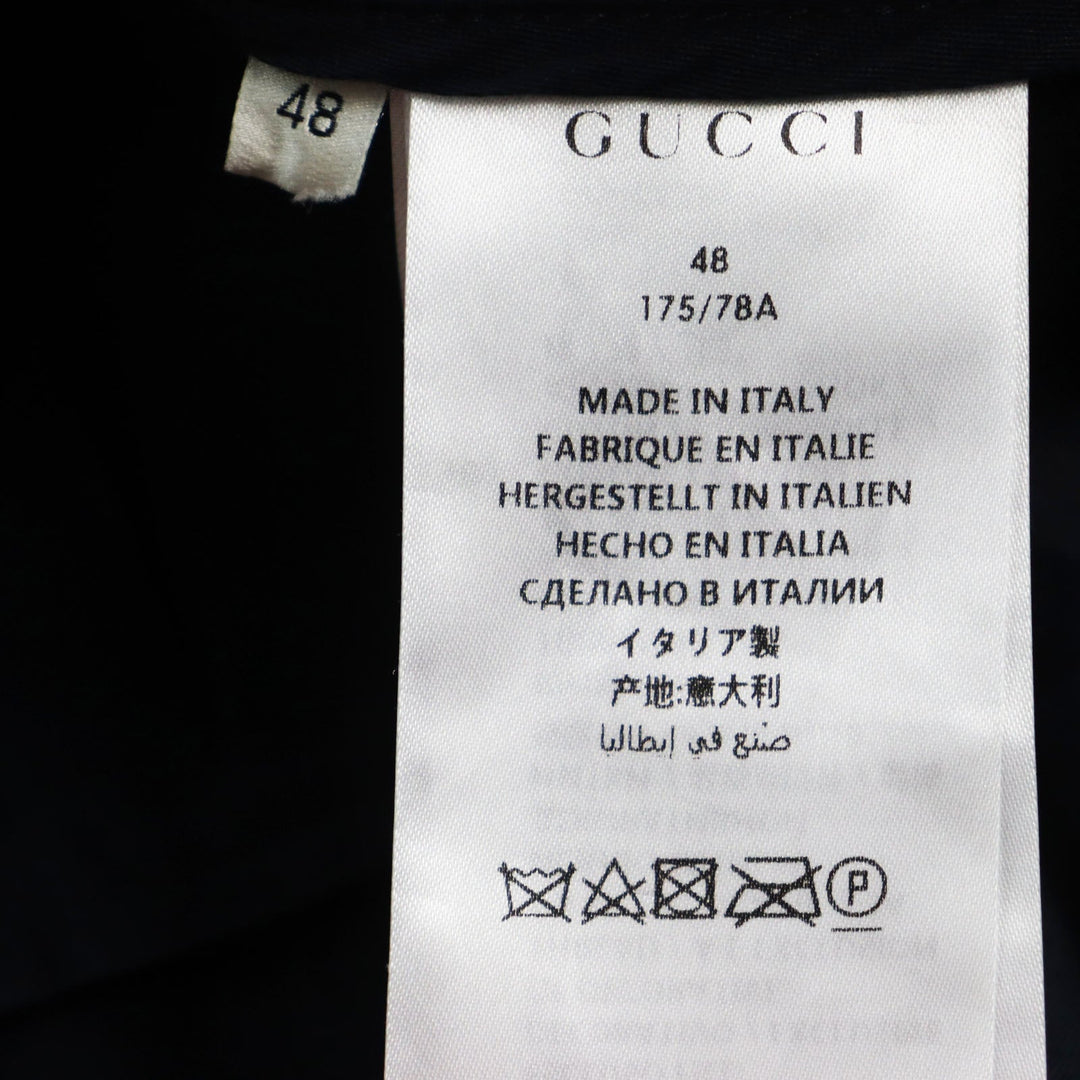 48
GUCCI
48
175/78A
MADE IN ITALY
FABRIQUE EN ITALIE
HERGESTELLT IN ITALIEN
HECHO EN ITALIA
СДЕЛАНО В ИТАЛИИ
イタリア製
产地:意大利
صنع في إيطاليا
P